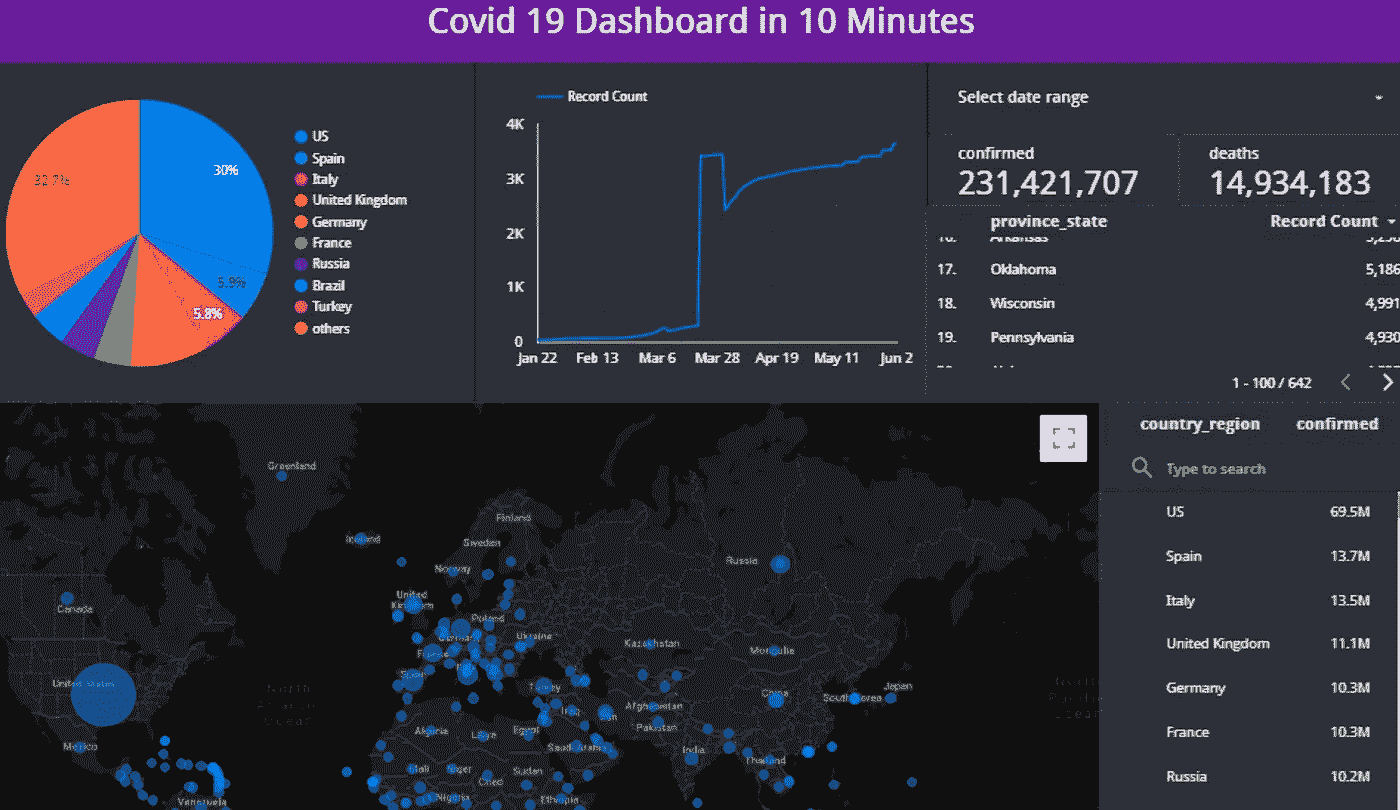 Covid 19 Dashboard in 10 Minutes
US
Spain
Italy
United Kingdom
Germany
France
Russia
Brazil
Turkey
others
30%
32.7%
5.9%
5.8%
Record Count
4K
3K
2K
1K
0
Jan 22 Feb 13 Mar 6 Mar 28 Apr 19 May 11 Jun 2
Select date range
confirmed
231,421,707
deaths
14,934,183
province_state Record Count
Arkansas
17. Oklahoma 5,186
18. Wisconsin 4,991
19. Pennsylvania 4,930
1 - 100 / 642
Greenland
Iceland
Finland
Sweden
Norway
Russia
United
Kingdom
Canada
Poland
Germany
Ukraine
France
Kazakhstan
Mongolia
Spain
United States
North
Atlantic
Ocean
Turkey
China
South Korea
Japan
North
Pacific
Ocean
Iraq
Iran
Afghanistan
Pakistan
Mexico
Algeria
Libya
Egypt
Saudi Arabia
India
Thailand
Mali
Niger
Chad
Sudan
Nigeria
Ethiopia
Venezuela
country_region confirmed
Type to search
US 69.5M
Spain 13.7M
Italy 13.5M
United Kingdom 11.1M
Germany 10.3M
France 10.3M
Russia 10.2M